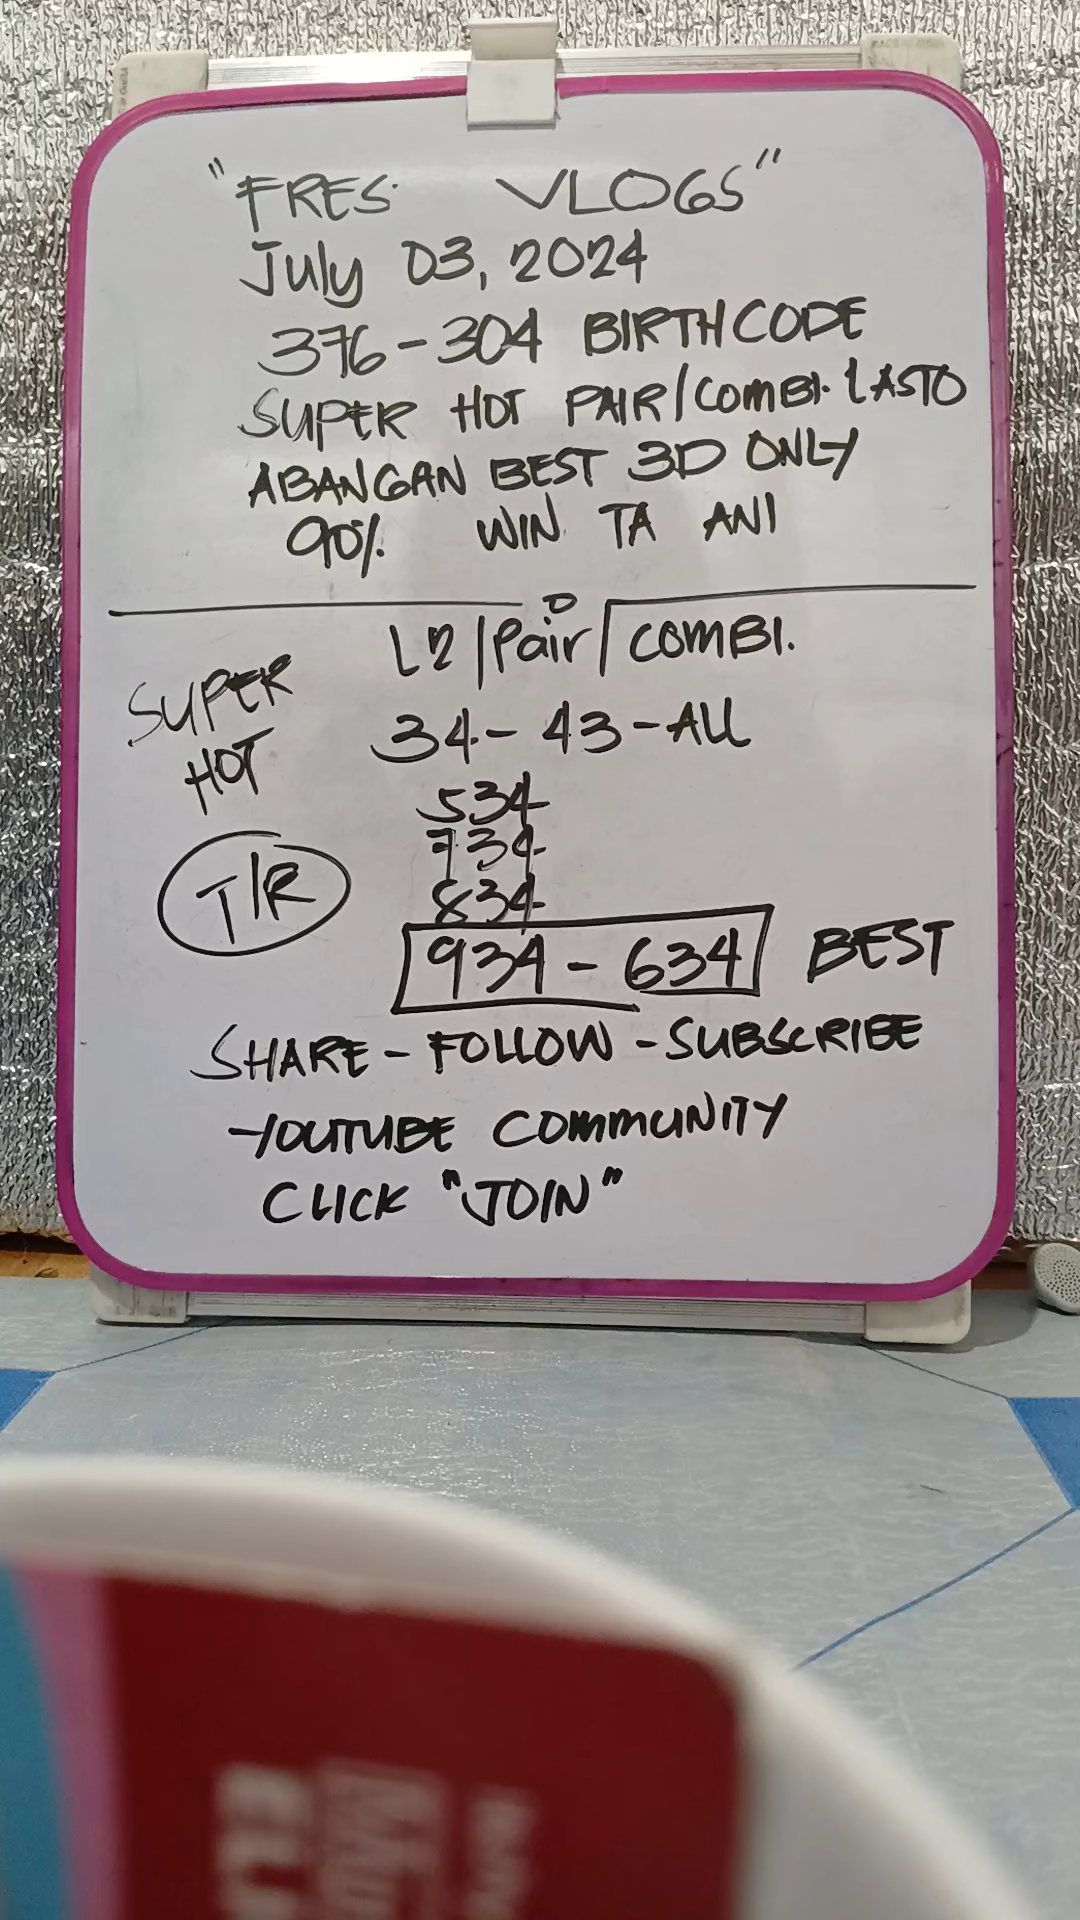 "FRES VLOGS"
July 03, 2024
376-304 BIRTHCODE
SUPER HOT PAIR/COMBI. LASTO
ABANGAN BEST 3D ONLY
90% WIN TA ANI
L2/Pair/COMBI.
SUPER
HOT
34-43-ALL
534
734
834
T/R
934-634 BEST
SHARE-FOLLOW-SUBSCRIBE
-YOUTUBE COMMUNITY
CLICK "JOIN"